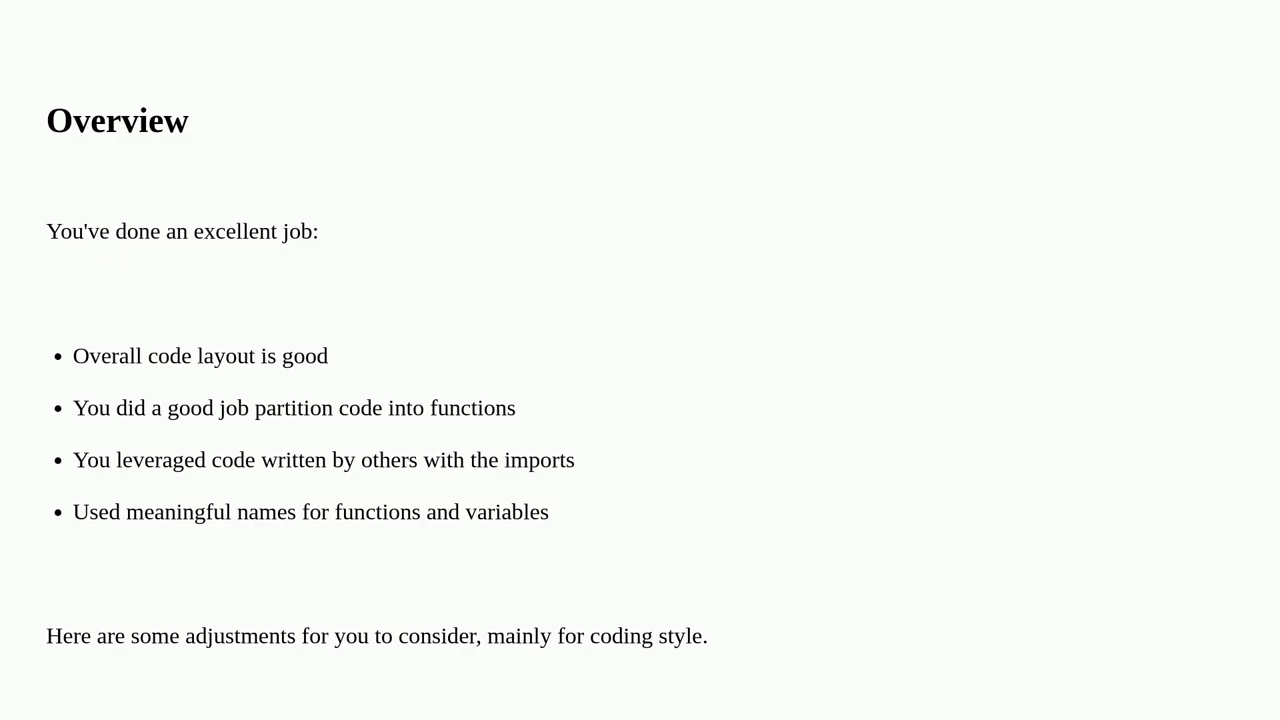 Overview
You've done an excellent job:
Overall code layout is good
You did a good job partition code into functions
You leveraged code written by others with the imports
Used meaningful names for functions and variables
Here are some adjustments for you to consider, mainly for coding style.